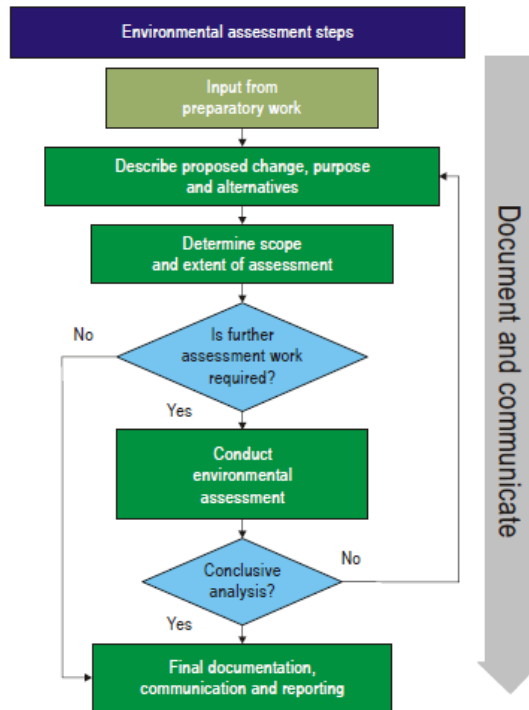 Environmental assessment steps
Input from
preparatory work
Describe proposed change, purpose
and alternatives
Determine scope
and extent of assessment
No
Is further
assessment work
required?
Yes
Conduct
environmental
assessment
No
Conclusive
analysis?
Yes
Final documentation,
communication and reporting
Document and communicate